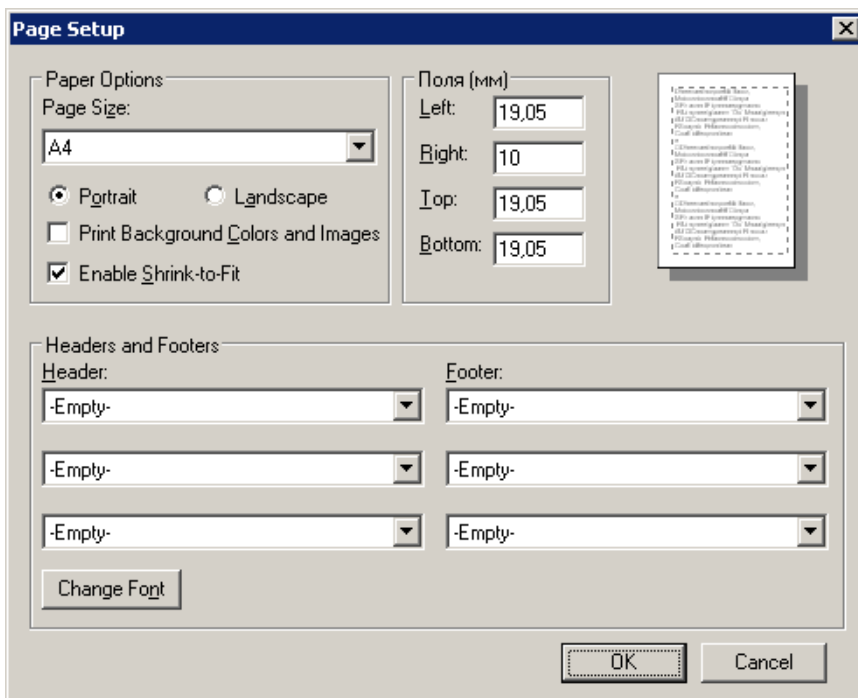 Page Setup
Paper Options
Page Size:
A4
Portrait
Landscape
Print Background Colors and Images
Enable Shrink-to-Fit
Поля (мм)
Left:
19,05
Right:
10
Top:
19,05
Bottom:
19,05
Headers and Footers
Header:
Footer:
-Empty-
-Empty-
-Empty-
-Empty-
-Empty-
-Empty-
Change Font
OK
Cancel